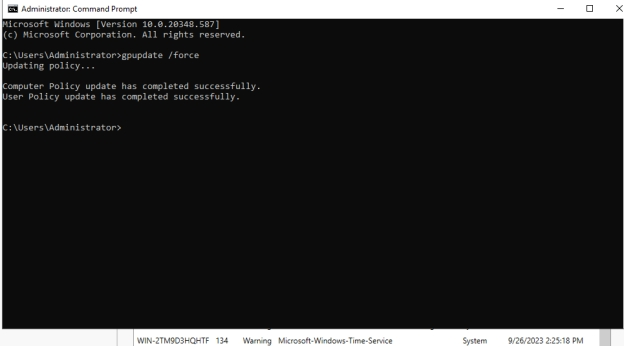 Administrator: Command Prompt
Microsoft Windows [Version 10.0.20348.587]
(c) Microsoft Corporation. All rights reserved.
C:\Users\Administrator>gpupdate /force
Updating policy...
Computer Policy update has completed successfully.
User Policy update has completed successfully.
C:\Users\Administrator>
WIN-2TM9D3HQHTF 134 Warning Microsoft-Windows-Time-Service System 9/26/2023 2:25:18 PM